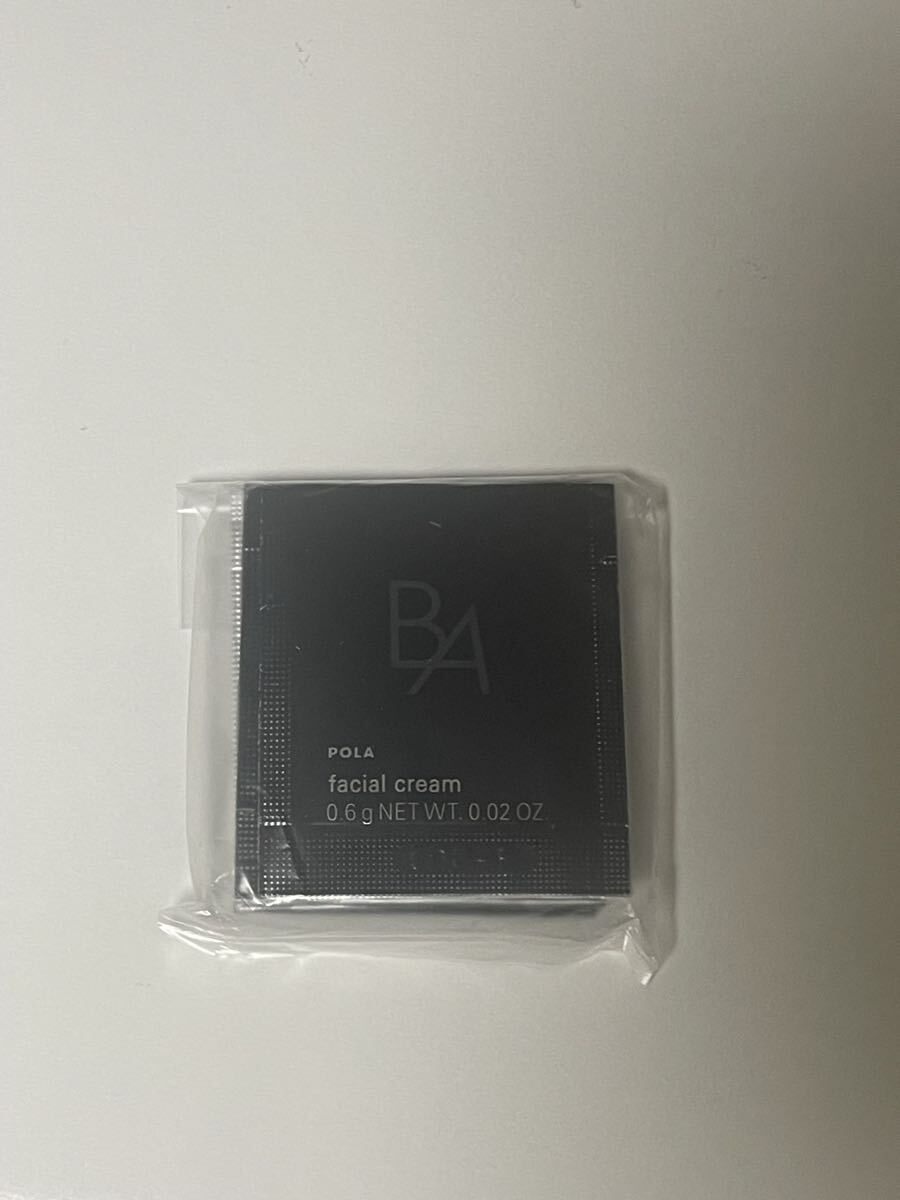 BA
POLA
facial cream
0.6 g NET WT. 0.02 OZ.